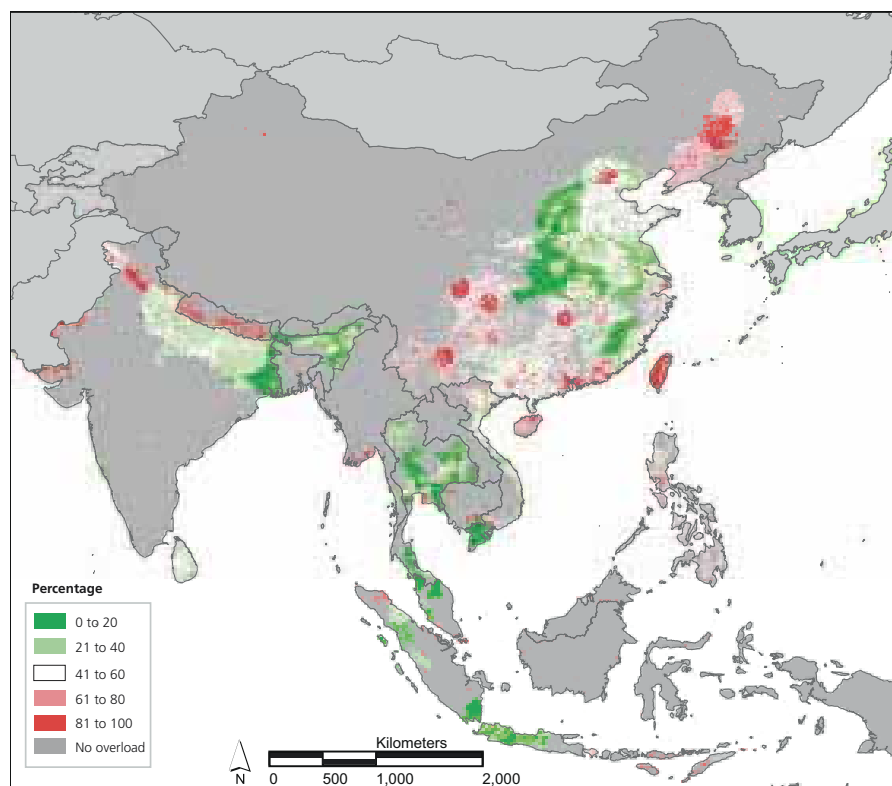 Percentage
0 to 20
21 to 40
41 to 60
61 to 80
81 to 100
No overload
Kilometers
N
0 500 1,000 2,000